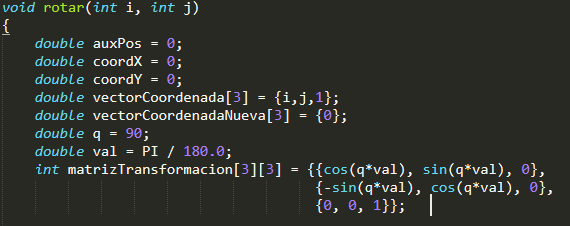 void rotar(int i, int j)
{
    double auxPos = 0;
    double coordX = 0;
    double coordY = 0;
    double vectorCoordenada[3] = {i,j,1};
    double vectorCoordenadaNueva[3] = {0};
    double q = 90;
    double val = PI / 180.0;
    int matrizTransformacion[3][3] = {{cos(q*val), sin(q*val), 0},
                                      {-sin(q*val), cos(q*val), 0},
                                      {0, 0, 1}};